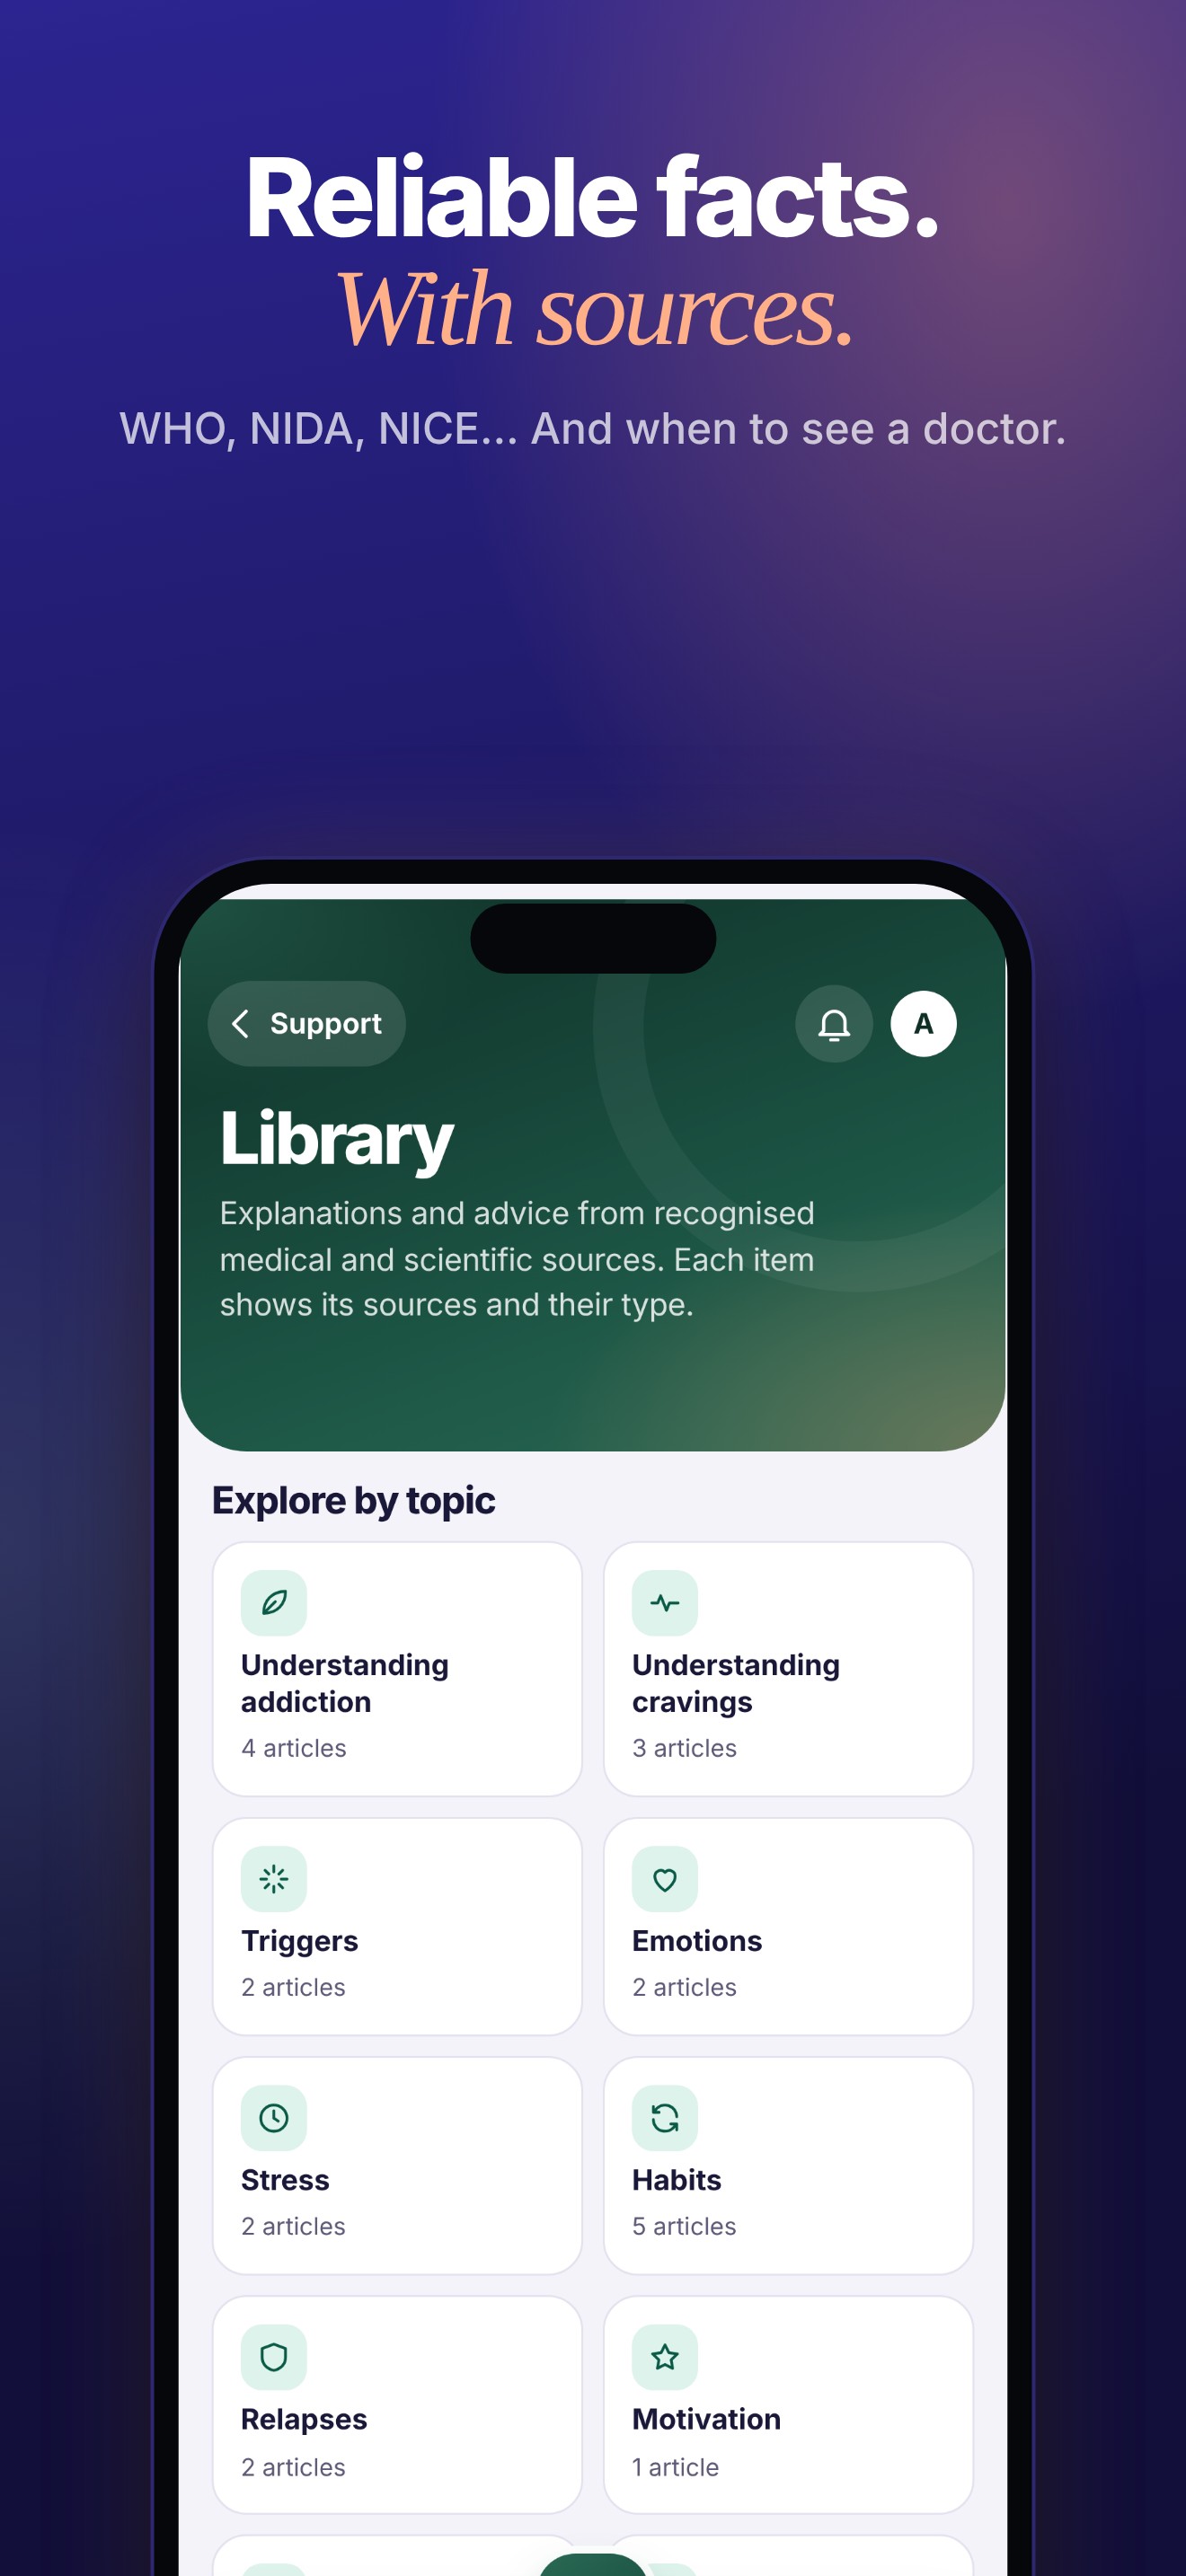 Reliable facts.
With sources.
WHO, NIDA, NICE... And when to see a doctor.
Support
A
Library
Explanations and advice from recognised
medical and scientific sources. Each item
shows its sources and their type.
Explore by topic
Understanding
addiction
4 articles
Understanding
cravings
3 articles
Triggers
2 articles
Emotions
2 articles
Stress
2 articles
Habits
5 articles
Relapses
2 articles
Motivation
1 article